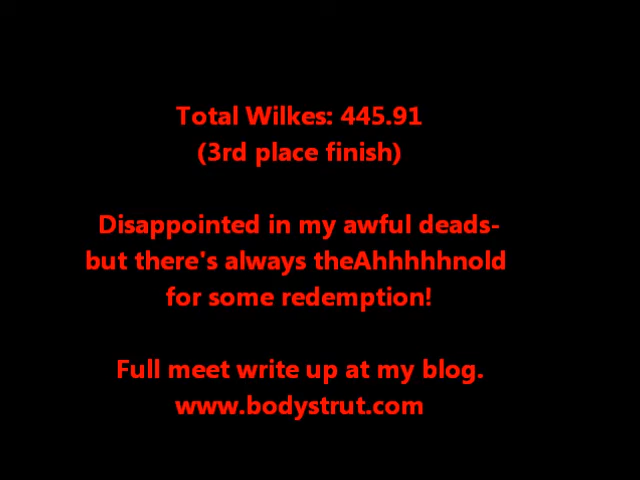 Total Wilkes: 445.91
(3rd place finish)
Disappointed in my awful deads-
but there's always theAhhhhhnold
for some redemption!
Full meet write up at my blog.
www.bodystrut.com